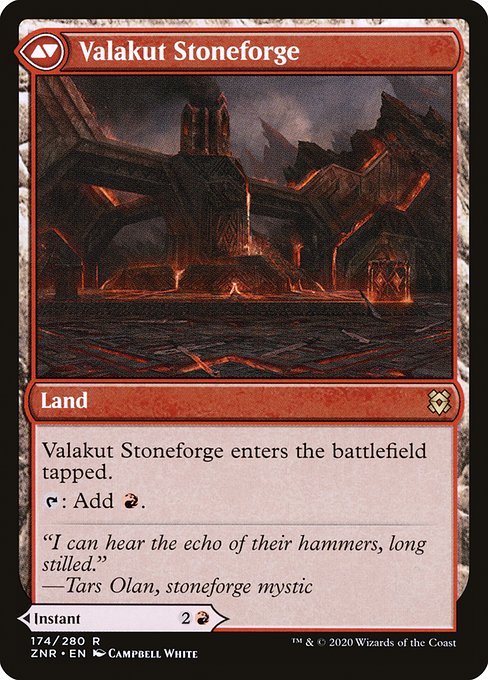 Valakut Stoneforge
Land
Valakut Stoneforge enters the battlefield
tapped.
: Add .
“I can hear the echo of their hammers, long
stilled.”
—Tars Olan, stoneforge mystic
Instant 2
174/280 R
ZNR • EN Campbell White
™ & © 2020 Wizards of the Coast